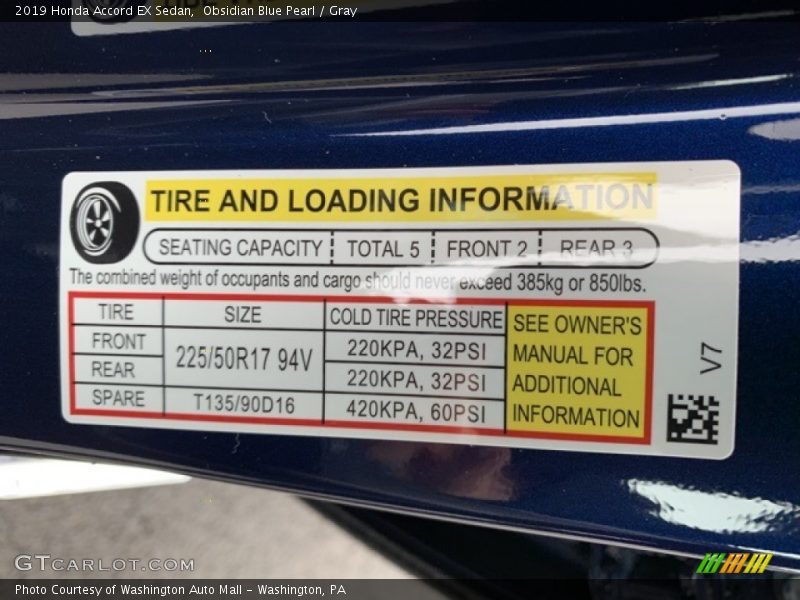 2019 Honda Accord EX Sedan,  Obsidian Blue Pearl / Gray
TIRE AND LOADING INFORMATION
SEATING CAPACITY TOTAL 5 FRONT 2 REAR 3
The combined weight of occupants and cargo should never exceed 385kg or 850lbs.
TIRE SIZE COLD TIRE PRESSURE
FRONT 225/50R17 94V 220KPA, 32PSI
REAR 220KPA, 32PSI
SPARE T135/90D16 420KPA, 60PSI
SEE OWNER'S
MANUAL FOR
ADDITIONAL
INFORMATION
V7
GTCARLOT.COM
Photo Courtesy of Washington Auto Mall – Washington, PA